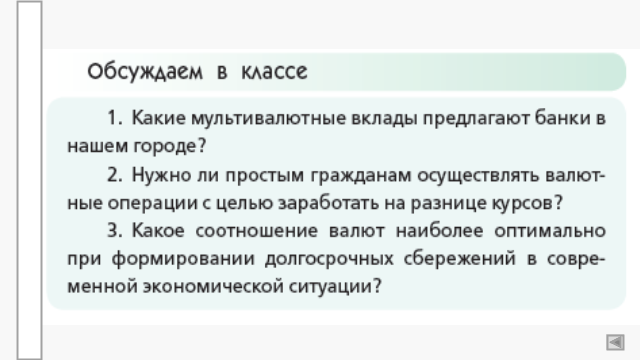 Обсуждаем в классе
1. Какие мультивалютные вклады предлагают банки в
нашем городе?
2. Нужно ли простым гражданам осуществлять валют-
ные операции с целью заработать на разнице курсов?
3. Какое соотношение валют наиболее оптимально
при формировании долгосрочных сбережений в совре-
менной экономической ситуации?